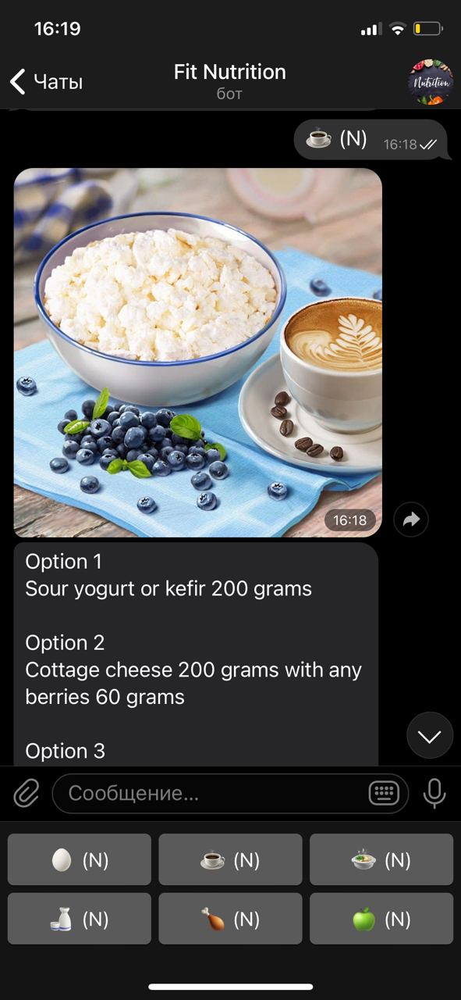 16:19
Чаты
Fit Nutrition
бот
Nutrition
☕ (N) 16:18
16:18
Option 1
Sour yogurt or kefir 200 grams
Option 2
Cottage cheese 200 grams with any
berries 60 grams
Option 3
Сообщение...
🥚 (N) ☕ (N) 🍲 (N)
🍶 (N) 🍗 (N) 🍏 (N)